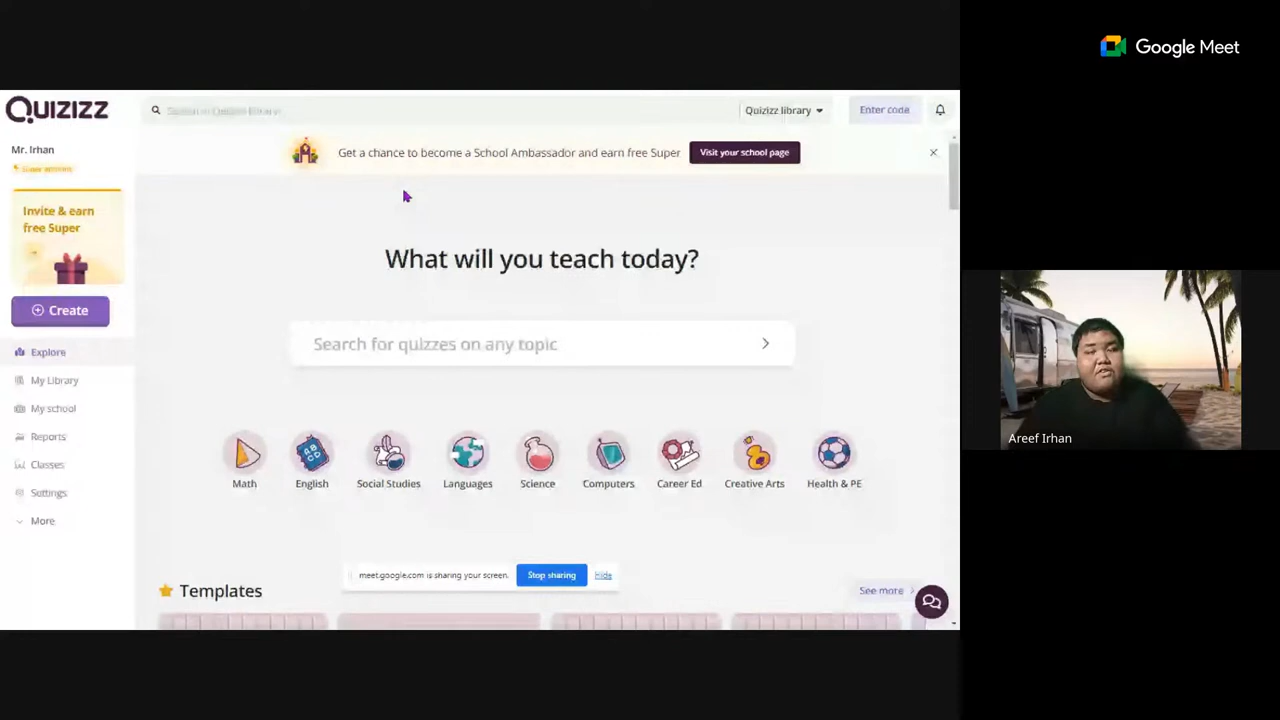 Google Meet
QUIZIZZ
Search in Quizizz library
Quizizz library
Enter code
Mr. Irhan
Get a chance to become a School Ambassador and earn free Super
Visit your school page
Invite & earn
free Super
What will you teach today?
Create
Search for quizzes on any topic
Explore
My Library
My school
Reports
Classes
Settings
More
Math
English
Social Studies
Languages
Science
Computers
Career Ed
Creative Arts
Health & PE
Areef Irhan
meet.google.com is sharing your screen.
Stop sharing
Hide
Templates
See more